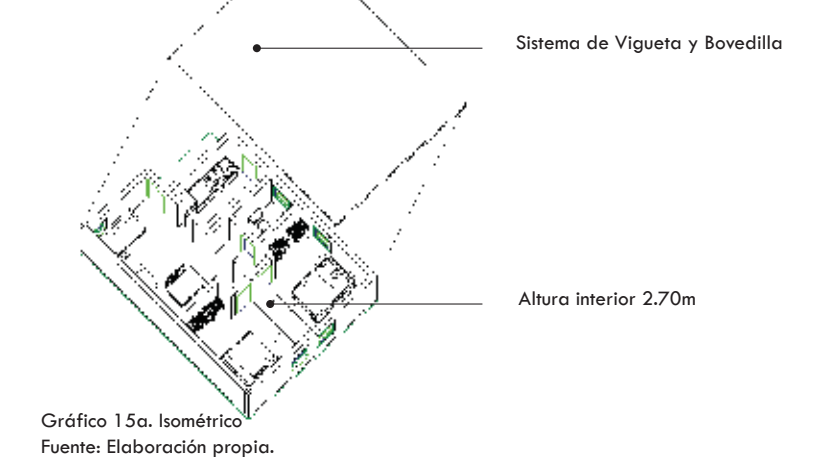 Sistema de Vigueta y Bovedilla
Altura interior 2.70m
Gráfico 15a. Isométrico
Fuente: Elaboración propia.